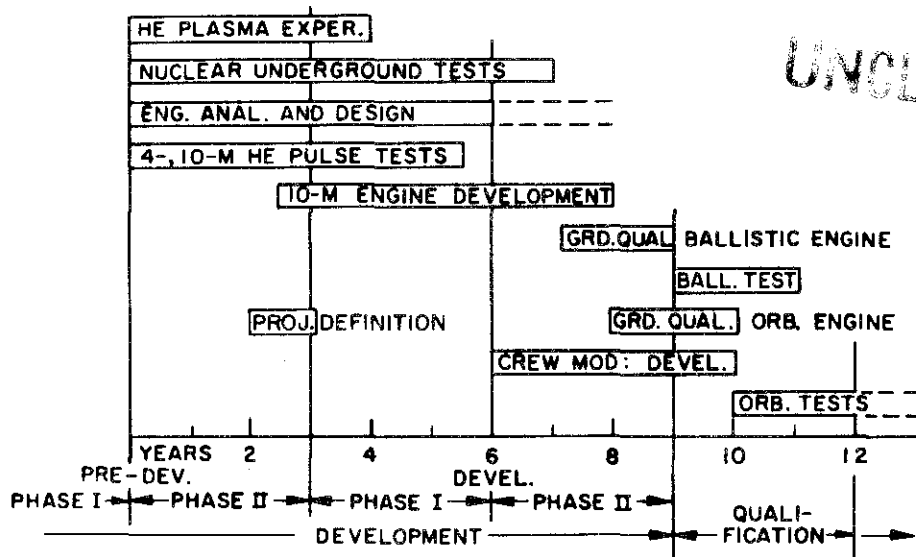 HE PLASMA EXPER.
UNCL
NUCLEAR UNDERGROUND TESTS
ENG. ANAL. AND DESIGN
4-,10-M HE PULSE TESTS
10-M ENGINE DEVELOPMENT
GRD.QUAL BALLISTIC ENGINE
BALL. TEST
PROJ. DEFINITION
GRD. QUAL. ORB. ENGINE
CREW MOD: DEVEL.
ORB. TESTS
YEARS 2 4 6 8 10 12
PRE-DEV. DEVEL.
PHASE I PHASE II PHASE I PHASE II
QUALI-
DEVELOPMENT FICATION